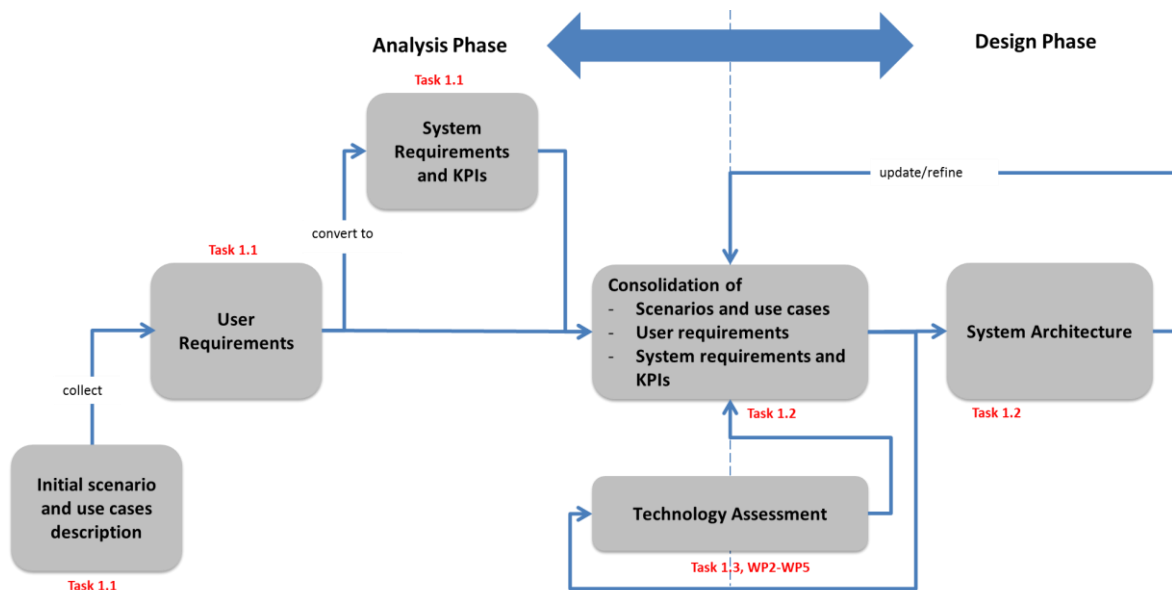 Analysis Phase
Design Phase
Task 1.1
System
Requirements
and KPIs
update/refine
convert to
Task 1.1
User
Requirements
Consolidation of
- Scenarios and use cases
- User requirements
- System requirements and
KPIs
System Architecture
collect
Task 1.2
Task 1.2
Initial scenario
and use cases
description
Technology Assessment
Task 1.3, WP2-WP5
Task 1.1